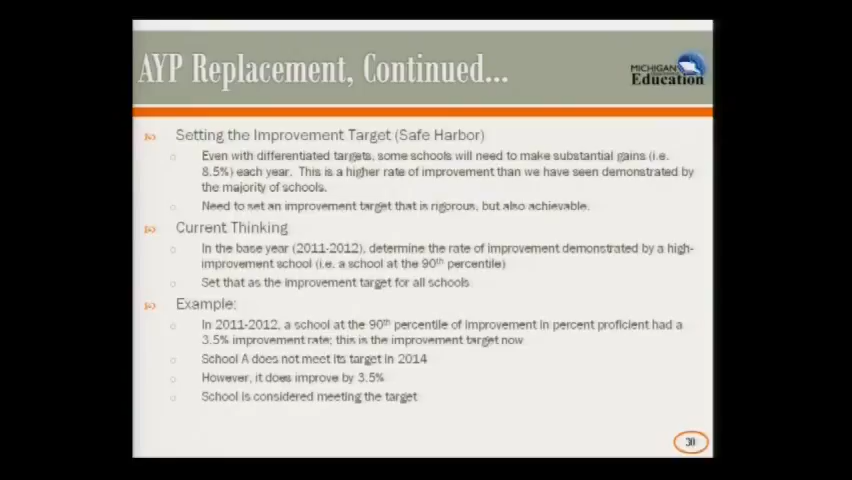 AYP Replacement, Continued...
MICHIGAN
Education
Setting the Improvement Target (Safe Harbor)
Even with differentiated targets, some schools will need to make substantial gains (i.e.
8.5%) each year. This is a higher rate of improvement than we have seen demonstrated by
the majority of schools.
Need to set an improvement target that is rigorous, but also achievable.
Current Thinking
In the base year (2011-2012), determine the rate of improvement demonstrated by a high-
improvement school (i.e. a school at the 90th percentile)
Set that as the improvement target for all schools
Example:
In 2011-2012, a school at the 90th percentile of improvement in percent proficient had a
3.5% improvement rate; this is the improvement target now
School A does not meet its target in 2014
However, it does improve by 3.5%
School is considered meeting the target
30